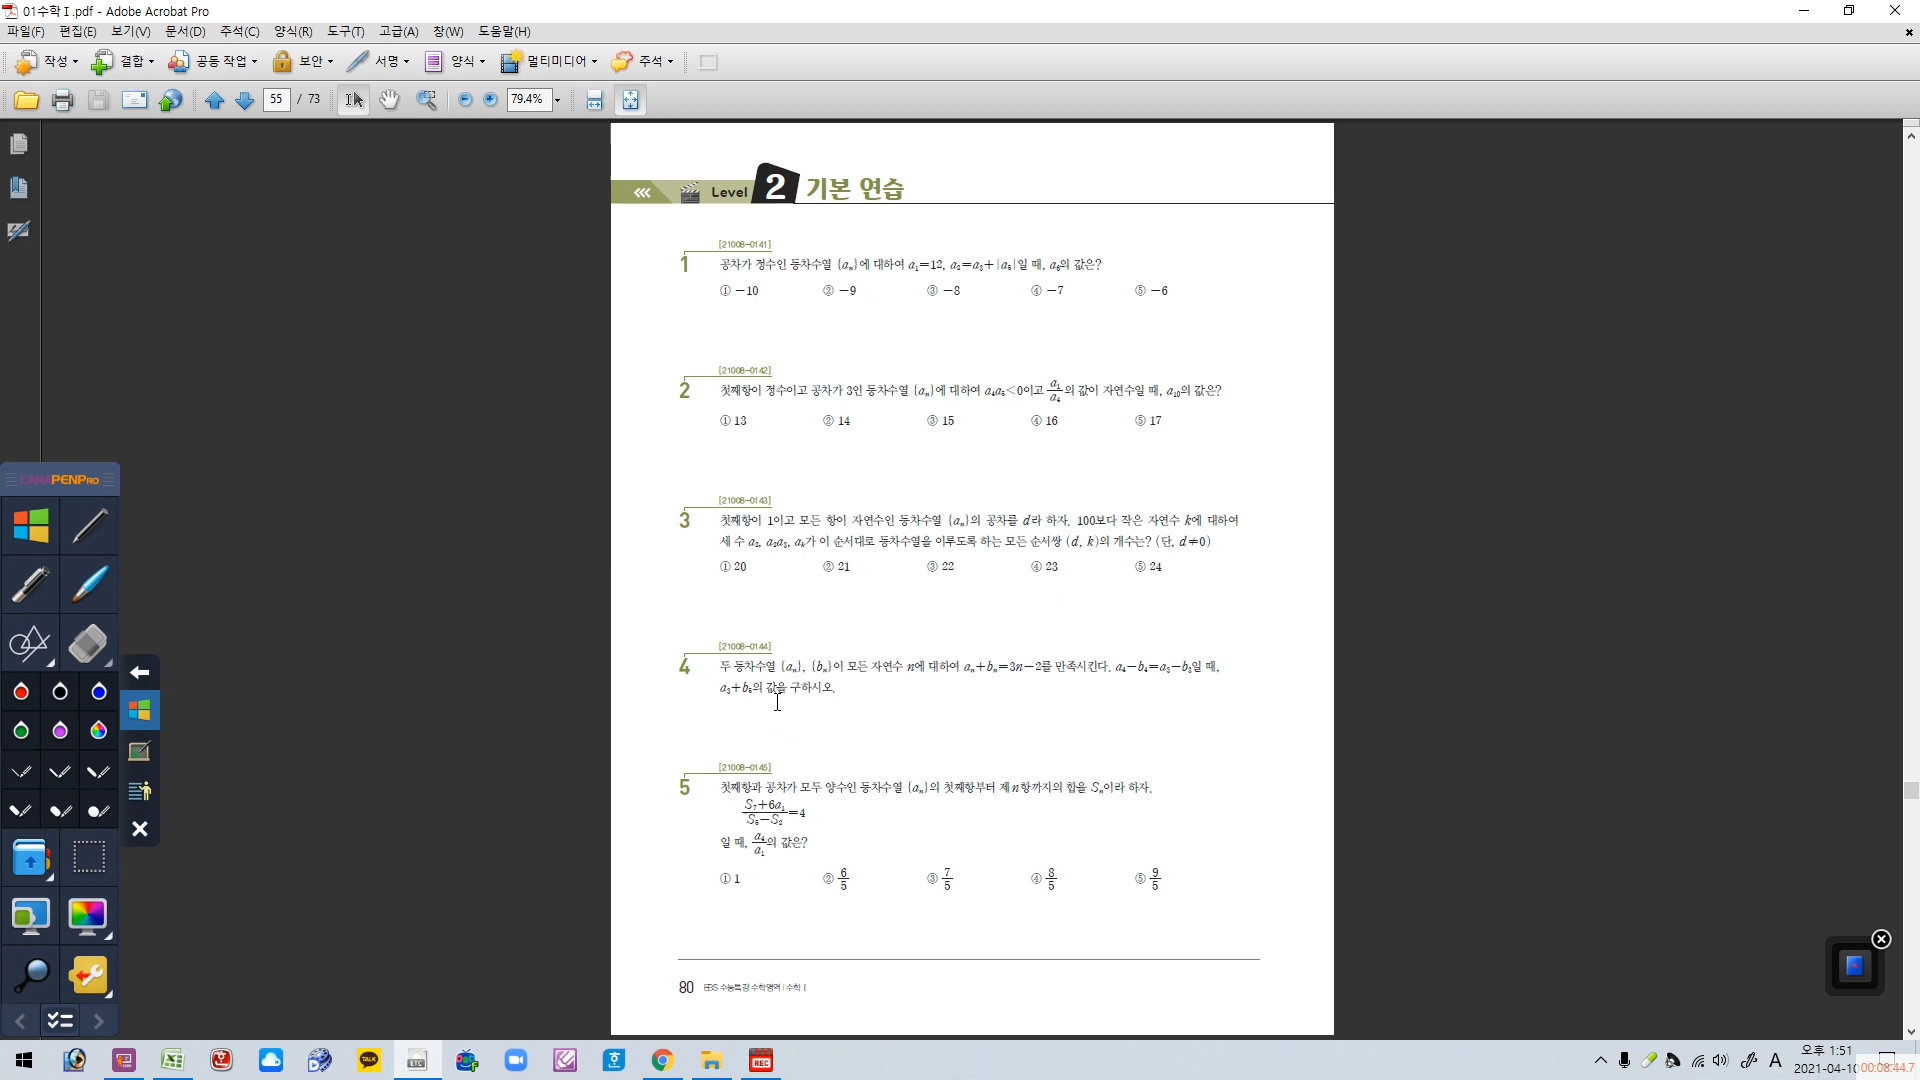 01수학Ⅰ.pdf - Adobe Acrobat Pro
파일(F) 편집(E) 보기(V) 문서(D) 주석(C) 양식(R) 도구(T) 고급(A) 창(W) 도움말(H)
작성 결합 공동 작업 보안 서명 양식 멀티미디어 주석
55 / 73 79.4%
Level 2 기본 연습
[21008-0141]
1 공차가 정수인 등차수열 {aₙ}에 대하여 a₁=12, a₂=a₃+|a₅|일 때, a₆의 값은?
① -10 ② -9 ③ -8 ④ -7 ⑤ -6
[21008-0142]
2 첫째항이 정수이고 공차가 3인 등차수열 {aₙ}에 대하여 a₄a₅<0이고 a₁/a₄의 값이 자연수일 때, a₁₀의 값은?
① 13 ② 14 ③ 15 ④ 16 ⑤ 17
[21008-0143]
3 첫째항이 1이고 모든 항이 자연수인 등차수열 {aₙ}의 공차를 d라 하자. 100보다 작은 자연수 k에 대하여
세 수 a₂, a₂a₃, aₖ가 이 순서대로 등차수열을 이루도록 하는 모든 순서쌍 (d, k)의 개수는? (단, d≠0)
① 20 ② 21 ③ 22 ④ 23 ⑤ 24
[21008-0144]
4 두 등차수열 {aₙ}, {bₙ}이 모든 자연수 n에 대하여 aₙ+bₙ=3n-2를 만족시킨다. a₄-b₄=a₃-b₃일 때,
a₃+b₅의 값을 구하시오.
[21008-0145]
5 첫째항과 공차가 모두 양수인 등차수열 {aₙ}의 첫째항부터 제n항까지의 합을 Sₙ이라 하자.
(S₇+6a₁)/(S₅-S₂)=4
일 때, a₄/a₁의 값은?
① 1 ② 6/5 ③ 7/5 ④ 8/5 ⑤ 9/5
80 EBS 수능특강 수학영역 | 수학Ⅰ
CARAPENPRO
TALK
ETC
REC
A
오후 1:51
2021-04-10
00:08:44.7